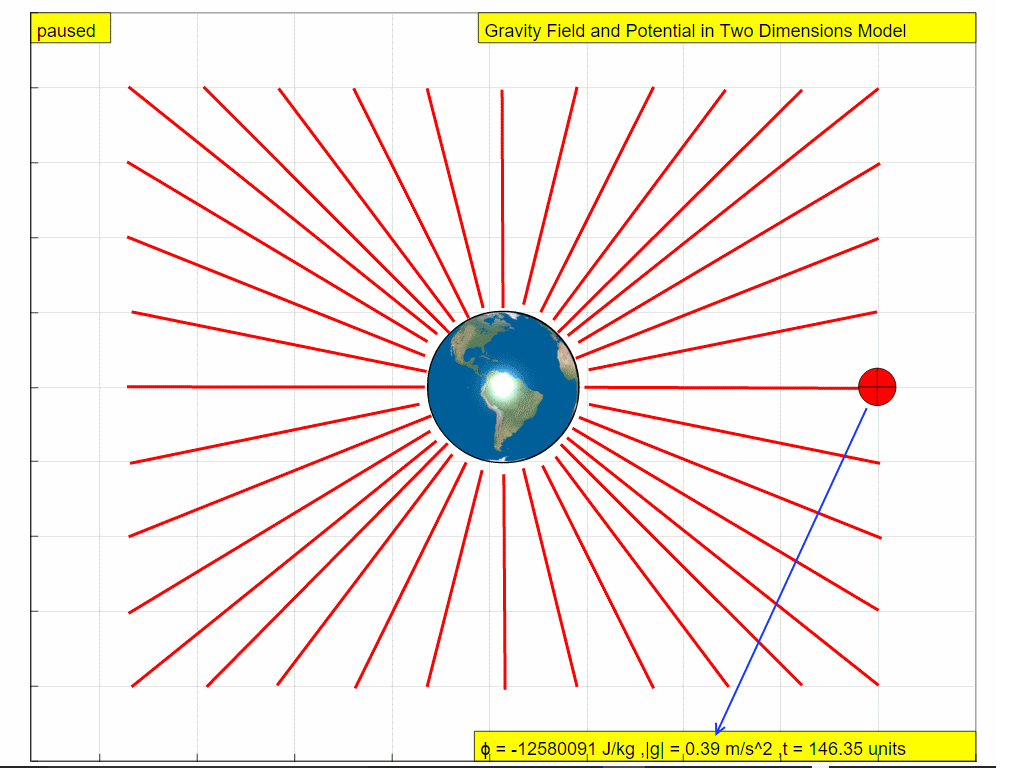 paused
Gravity Field and Potential in Two Dimensions Model
ϕ = -12580091 J/kg ,|g| = 0.39 m/s^2 ,t = 146.35 units